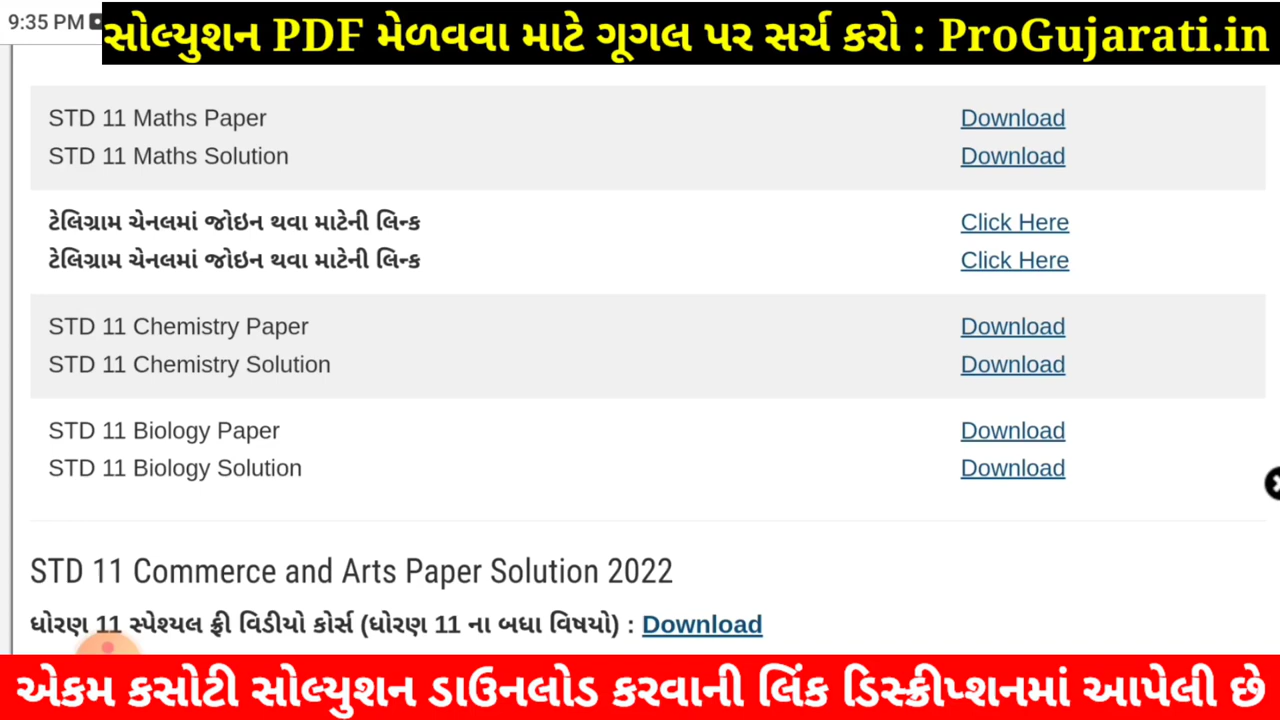 9:35 PM
સોલ્યુશન PDF મેળવવા માટે ગૂગલ પર સર્ચ કરો : ProGujarati.in
STD 11 Maths Paper Download
STD 11 Maths Solution Download
ટેલિગ્રામ ચેનલમાં જોઇન થવા માટેની લિન્ક Click Here
ટેલિગ્રામ ચેનલમાં જોઇન થવા માટેની લિન્ક Click Here
STD 11 Chemistry Paper Download
STD 11 Chemistry Solution Download
STD 11 Biology Paper Download
STD 11 Biology Solution Download
STD 11 Commerce and Arts Paper Solution 2022
ધોરણ 11 સ્પેશ્યલ ફ્રી વિડીયો કોર્સ (ધોરણ 11 ના બધા વિષયો) : Download
એકમ કસોટી સોલ્યુશન ડાઉનલોડ કરવાની લિંક ડિસ્ક્રીપ્શનમાં આપેલી છે